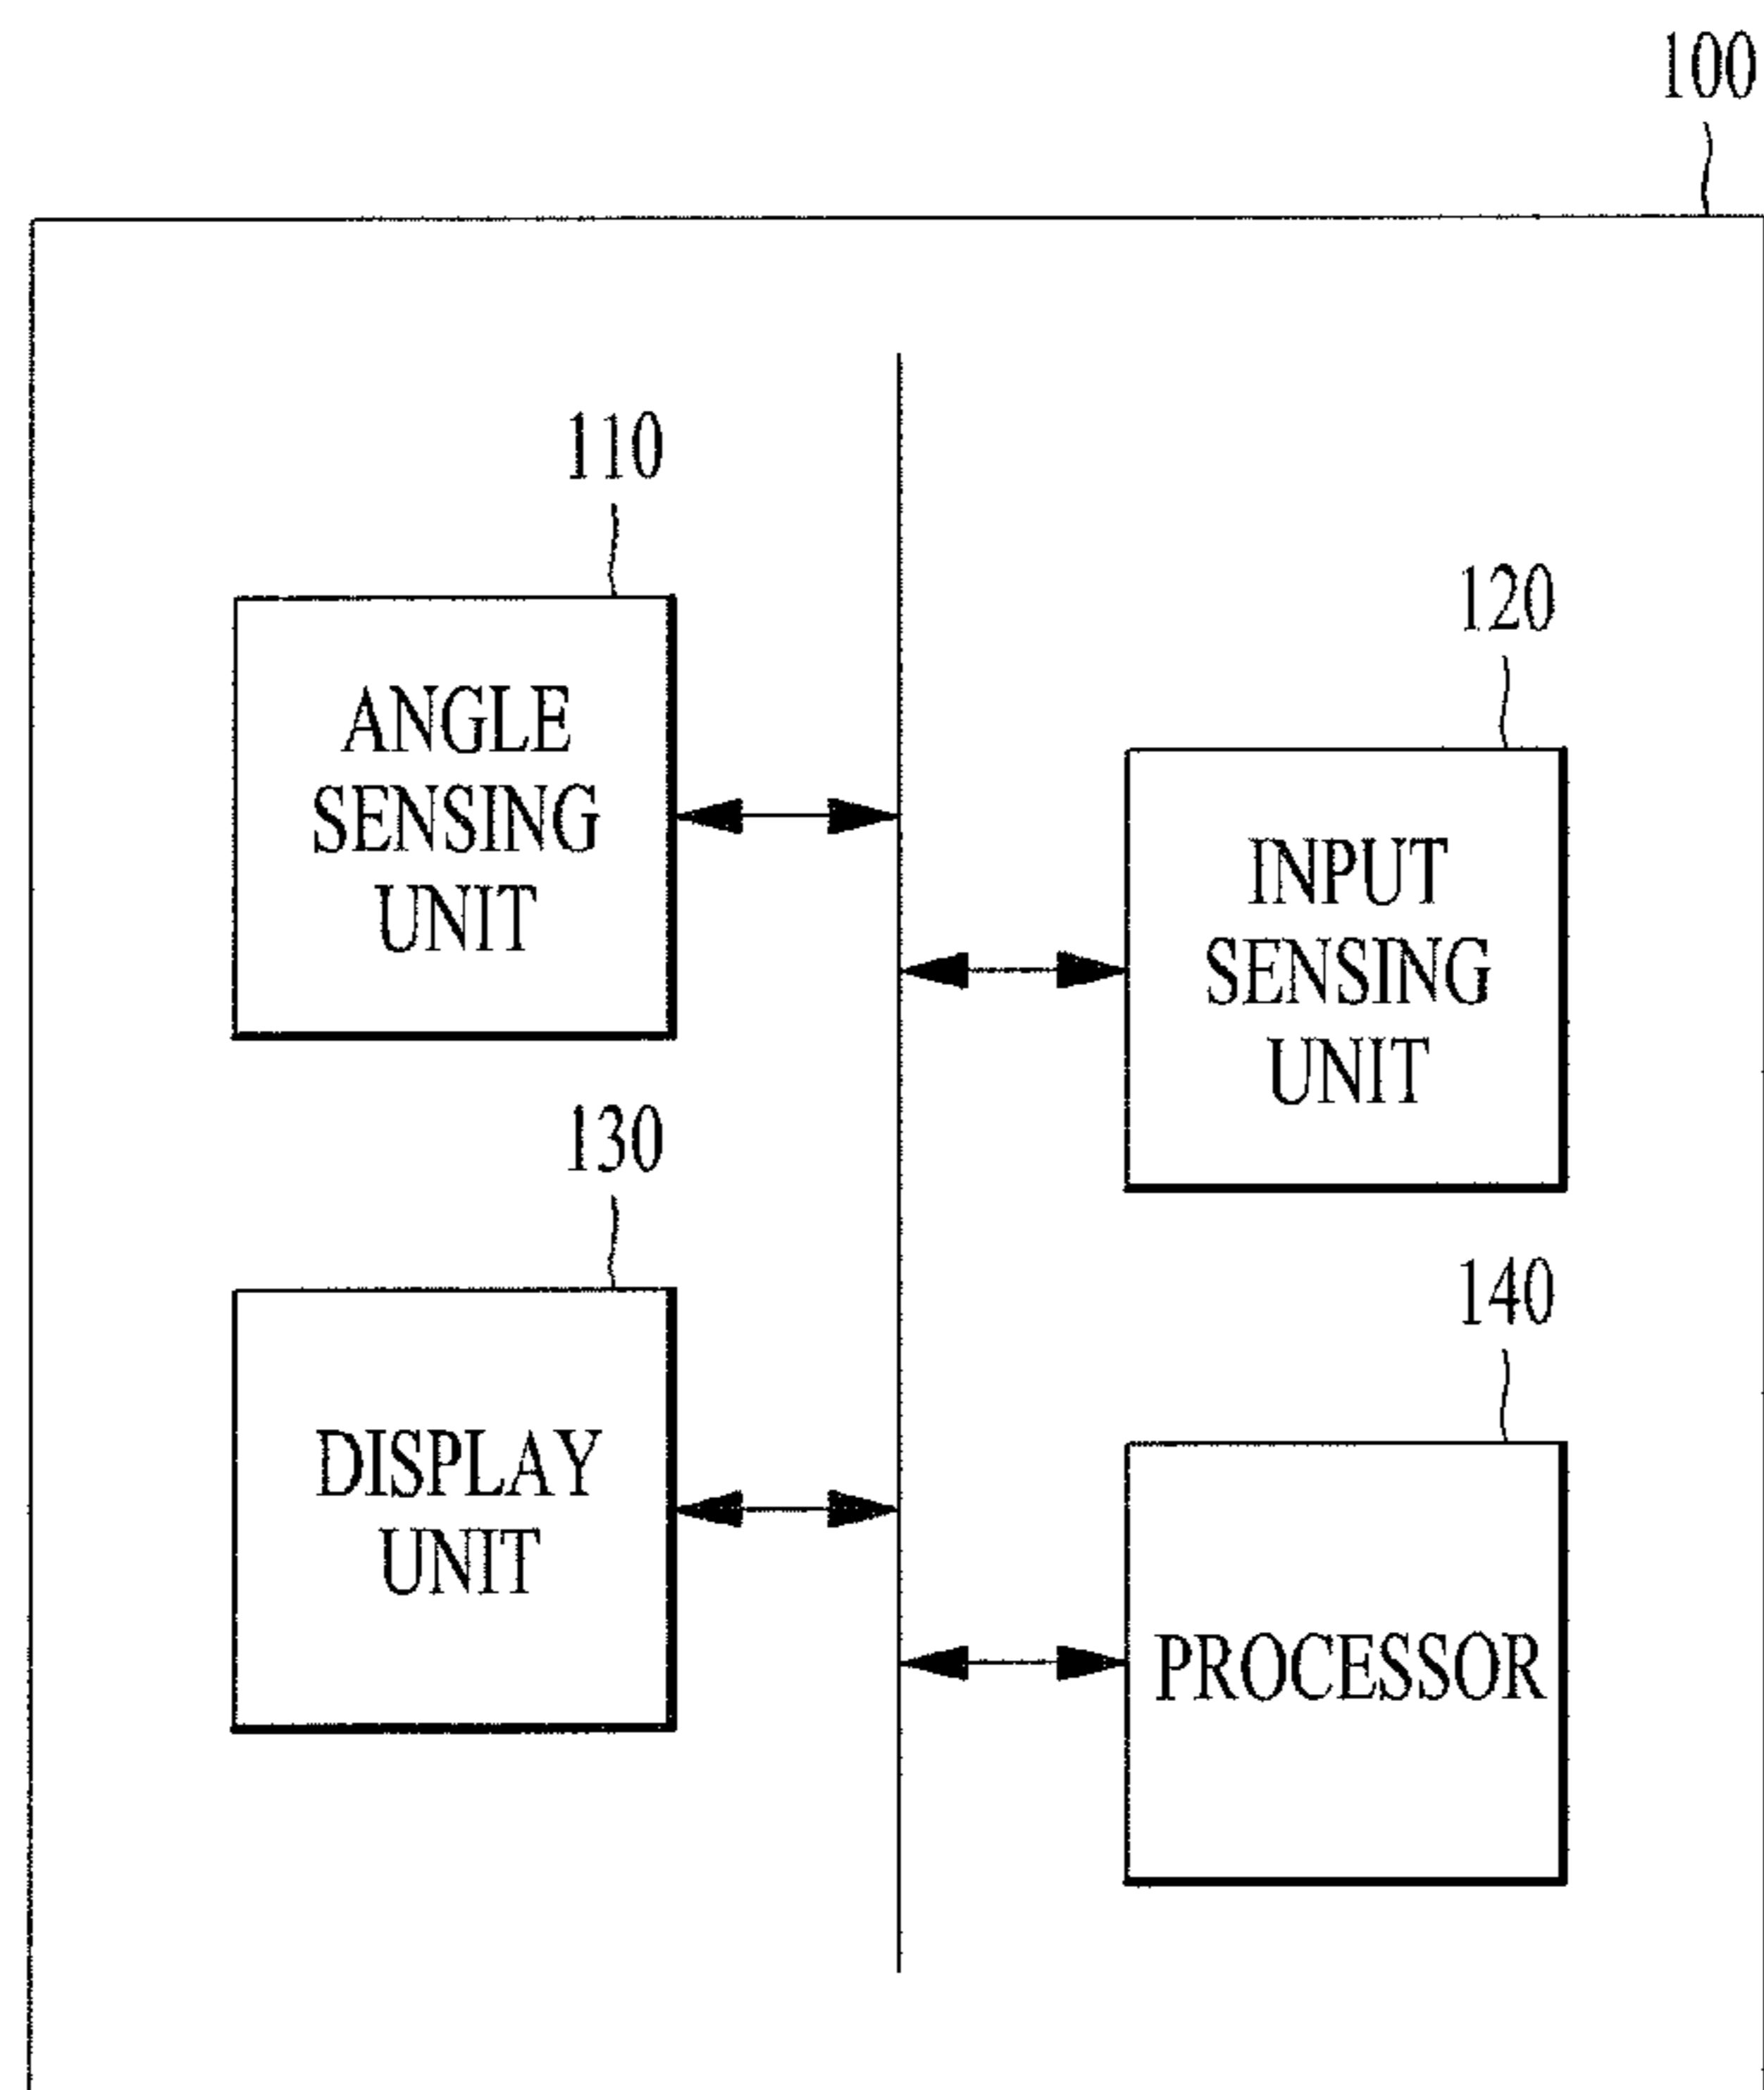 100
110
ANGLE
SENSING
UNIT
120
INPUT
SENSING
UNIT
130
DISPLAY
UNIT
140
PROCESSOR